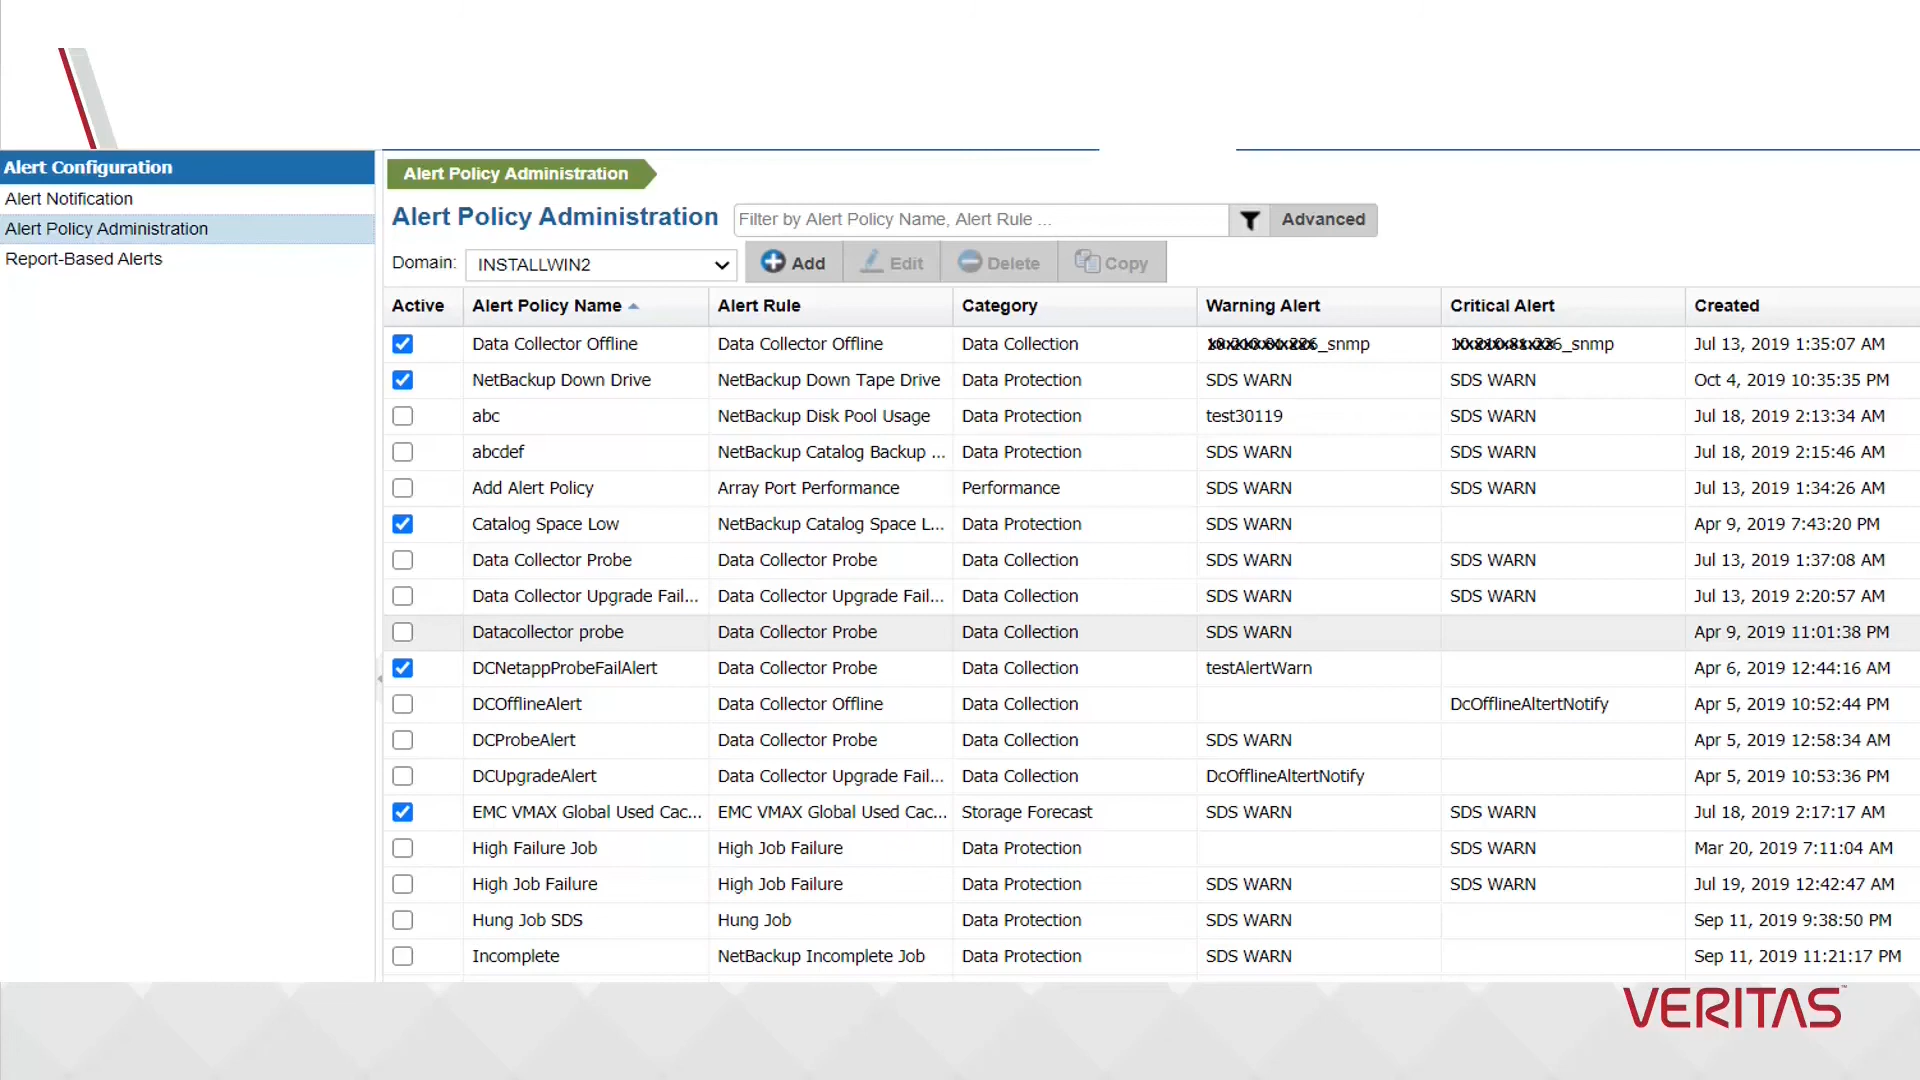 Alert Configuration
Alert Notification
Alert Policy Administration
Report-Based Alerts
Alert Policy Administration
Alert Policy Administration Filter by Alert Policy Name, Alert Rule ... Advanced
Domain: INSTALLWIN2 Add Edit Delete Copy
Active Alert Policy Name Alert Rule Category Warning Alert Critical Alert Created
Data Collector Offline Data Collector Offline Data Collection _snmp _snmp Jul 13, 2019 1:35:07 AM
NetBackup Down Drive NetBackup Down Tape Drive Data Protection SDS WARN SDS WARN Oct 4, 2019 10:35:35 PM
abc NetBackup Disk Pool Usage Data Protection test30119 SDS WARN Jul 18, 2019 2:13:34 AM
abcdef NetBackup Catalog Backup ... Data Protection SDS WARN SDS WARN Jul 18, 2019 2:15:46 AM
Add Alert Policy Array Port Performance Performance SDS WARN SDS WARN Jul 13, 2019 1:34:26 AM
Catalog Space Low NetBackup Catalog Space L... Data Protection SDS WARN Apr 9, 2019 7:43:20 PM
Data Collector Probe Data Collector Probe Data Collection SDS WARN SDS WARN Jul 13, 2019 1:37:08 AM
Data Collector Upgrade Fail... Data Collector Upgrade Fail... Data Collection SDS WARN SDS WARN Jul 13, 2019 2:20:57 AM
Datacollector probe Data Collector Probe Data Collection SDS WARN Apr 9, 2019 11:01:38 PM
DCNetappProbeFailAlert Data Collector Probe Data Collection testAlertWarn Apr 6, 2019 12:44:16 AM
DCOfflineAlert Data Collector Offline Data Collection DcOfflineAltertNotify Apr 5, 2019 10:52:44 PM
DCProbeAlert Data Collector Probe Data Collection SDS WARN Apr 5, 2019 12:58:34 AM
DCUpgradeAlert Data Collector Upgrade Fail... Data Collection DcOfflineAltertNotify Apr 5, 2019 10:53:36 PM
EMC VMAX Global Used Cac... EMC VMAX Global Used Cac... Storage Forecast SDS WARN SDS WARN Jul 18, 2019 2:17:17 AM
High Failure Job High Job Failure Data Protection SDS WARN Mar 20, 2019 7:11:04 AM
High Job Failure High Job Failure Data Protection SDS WARN SDS WARN Jul 19, 2019 12:42:47 AM
Hung Job SDS Hung Job Data Protection SDS WARN Sep 11, 2019 9:38:50 PM
Incomplete NetBackup Incomplete Job Data Protection SDS WARN Sep 11, 2019 11:21:17 PM
VERITAS™